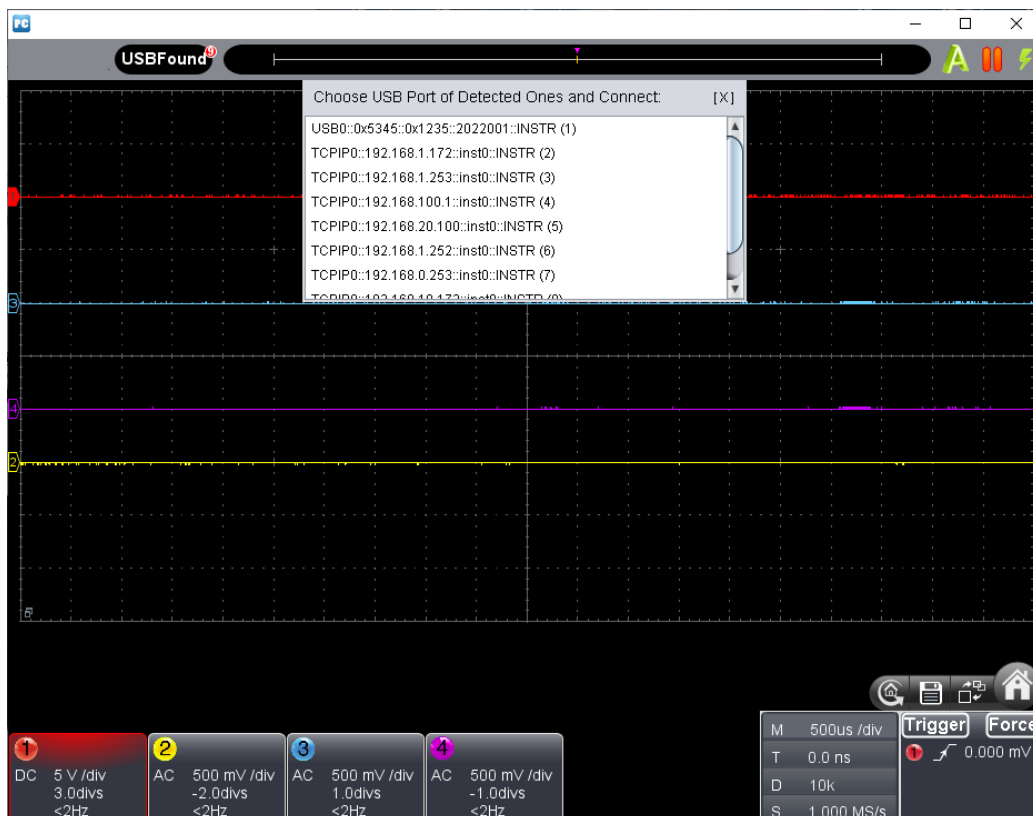 PC
USBFound 9
Choose USB Port of Detected Ones and Connect: [X]
USB0::0x5345::0x1235::2022001::INSTR (1)
TCPIP0::192.168.1.172::inst0::INSTR (2)
TCPIP0::192.168.1.253::inst0::INSTR (3)
TCPIP0::192.168.100.1::inst0::INSTR (4)
TCPIP0::192.168.20.100::inst0::INSTR (5)
TCPIP0::192.168.1.252::inst0::INSTR (6)
TCPIP0::192.168.0.253::inst0::INSTR (7)
3
4
2
1 2 3 4
DC 5 V /div AC 500 mV /div AC 500 mV /div AC 500 mV /div
3.0divs -2.0divs 1.0divs -1.0divs
<2Hz <2Hz <2Hz <2Hz
M 500us /div
T 0.0 ns
D 10k
S 1.000 MS/s
Trigger Force
1 0.000 mV